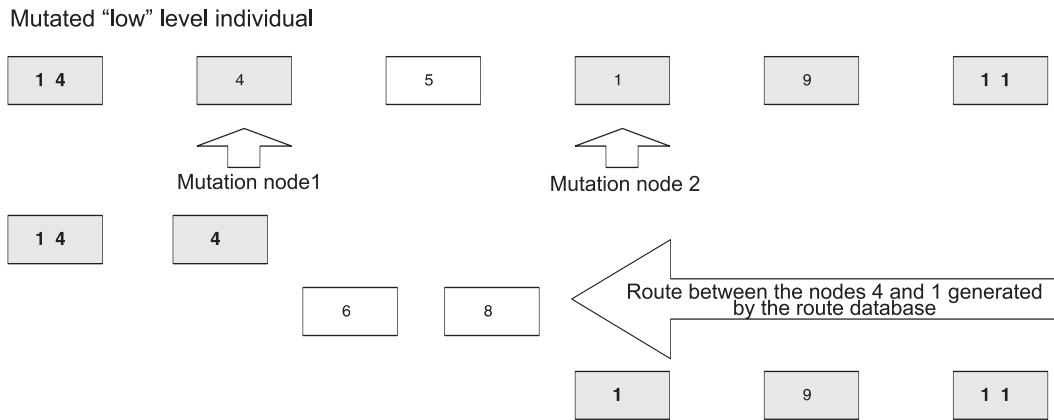 Mutated “low” level individual
1 4 4 5 1 9 1 1
Mutation node1 Mutation node 2
1 4 4
Route between the nodes 4 and 1 generated
by the route database
6 8
1 9 1 1